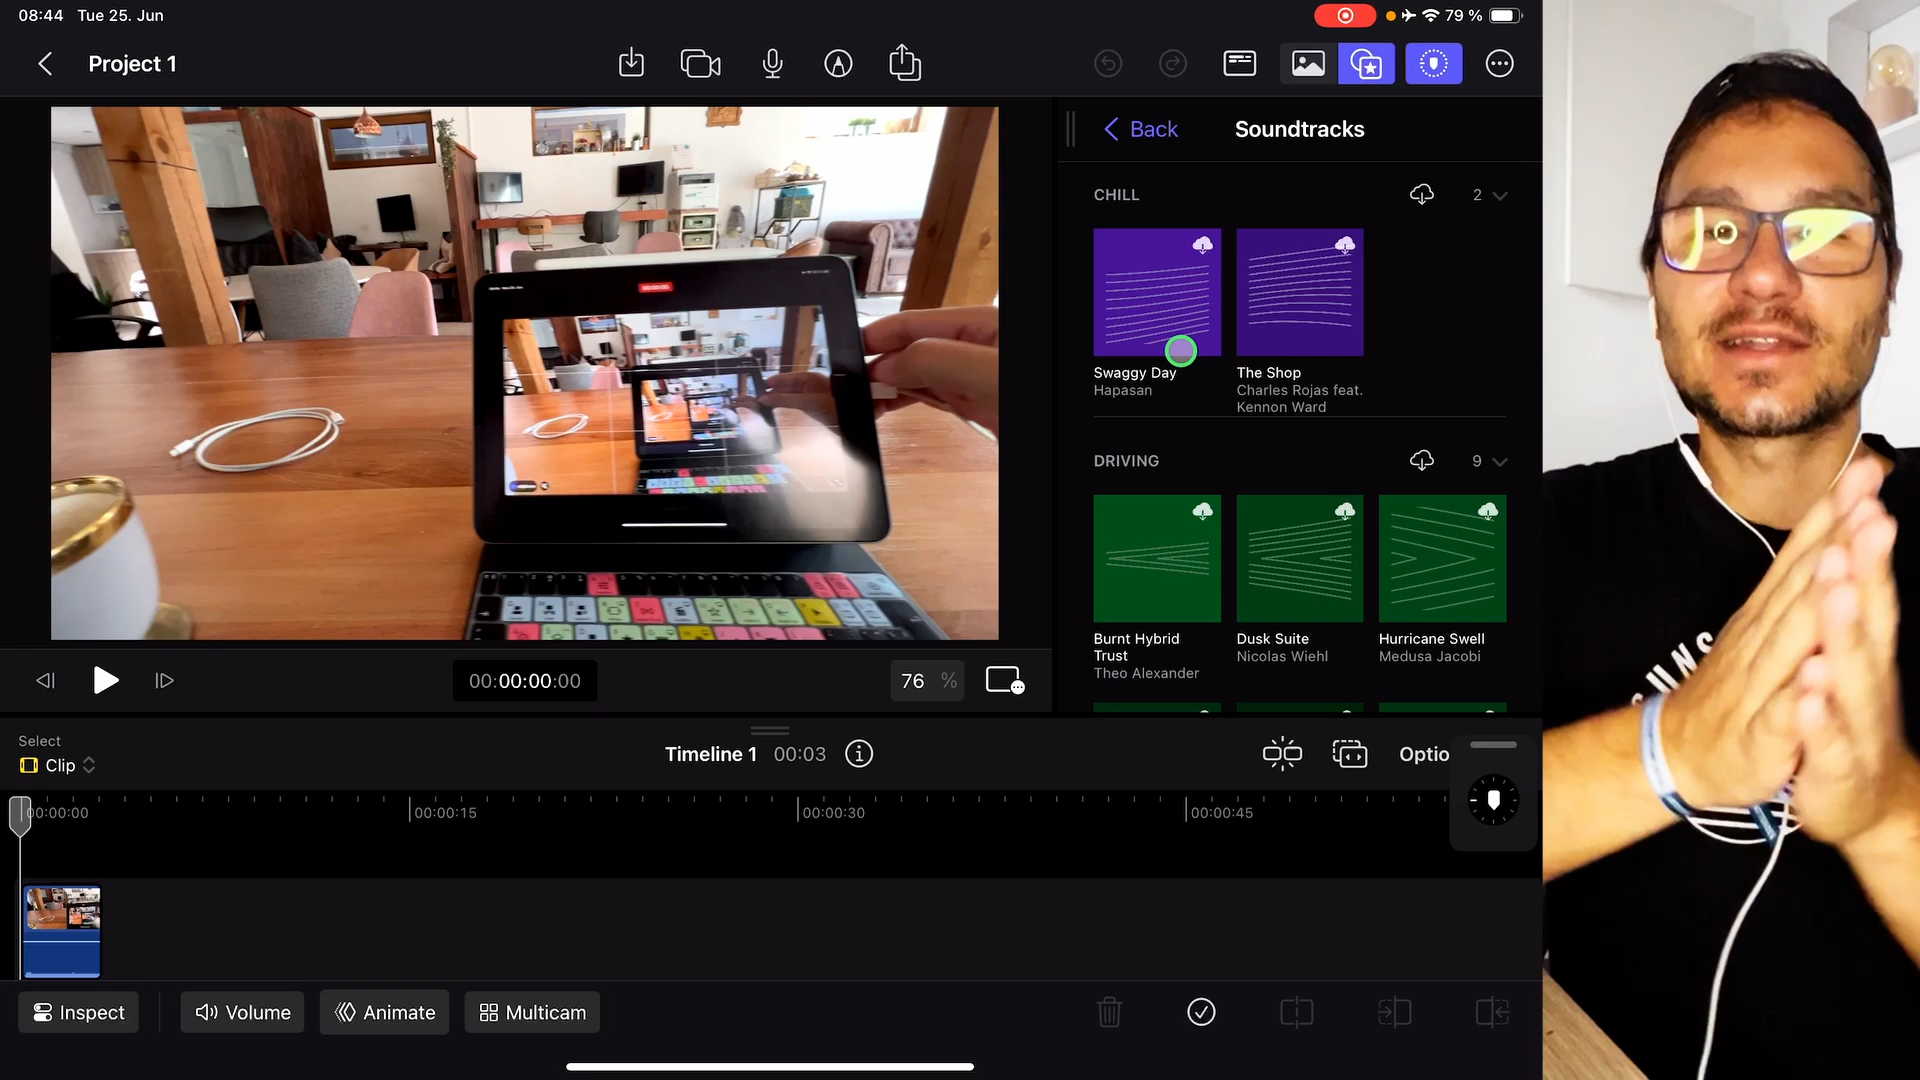 08:44 Tue 25. Jun
79 %
Project 1
Back
Soundtracks
CHILL
2
Swaggy Day
Hapasan
The Shop
Charles Rojas feat.
Kennon Ward
DRIVING
9
Burnt Hybrid
Trust
Theo Alexander
Dusk Suite
Nicolas Wiehl
Hurricane Swell
Medusa Jacobi
00:00:00:00
76 %
Select
Clip
Timeline 1 00:03
Optio
00:00:00
00:00:15
00:00:30
00:00:45
Inspect
Volume
Animate
Multicam